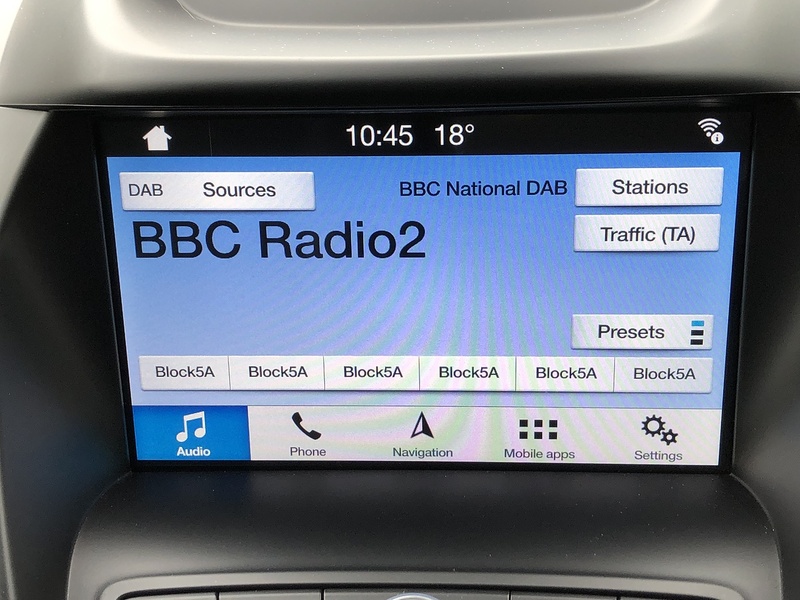 10:45 18°
DAB Sources BBC National DAB Stations
BBC Radio2 Traffic (TA)
Presets
Block5A Block5A Block5A Block5A Block5A Block5A
Audio Phone Navigation Mobile apps Settings